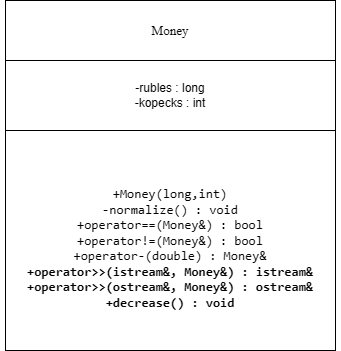 Money
-rubles : long
-kopecks : int
+Money(long,int)
-normalize() : void
+operator==(Money&) : bool
+operator!=(Money&) : bool
+operator-(double) : Money&
+operator>>(istream&, Money&) : istream&
+operator>>(ostream&, Money&) : ostream&
+decrease() : void